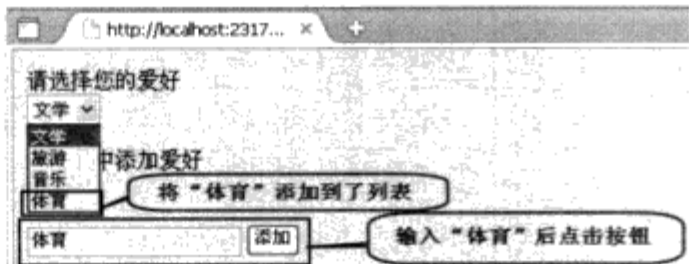 http://localhost:2317...
请选择您的爱好
文学
文学
旅游
中添加爱好
音乐
体育
将“体育”添加到了列表
体育
添加
输入“体育”后点击按钮